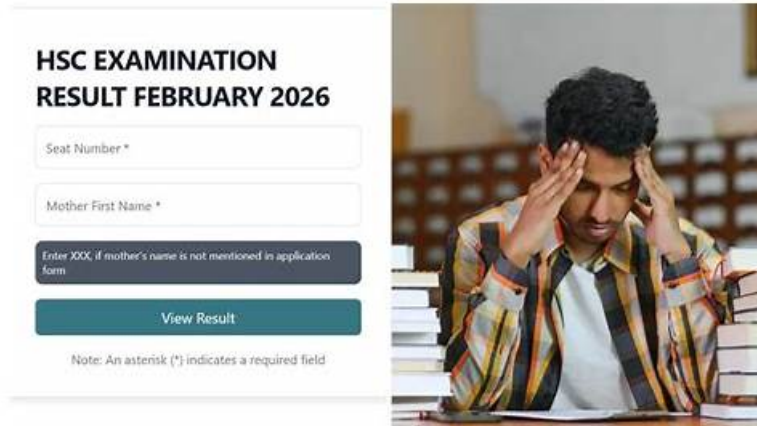 HSC EXAMINATION
RESULT FEBRUARY 2026
Seat Number *
Mother First Name *
Enter XXX, if mother's name is not mentioned in application
form
View Result
Note: An asterisk (*) indicates a required field